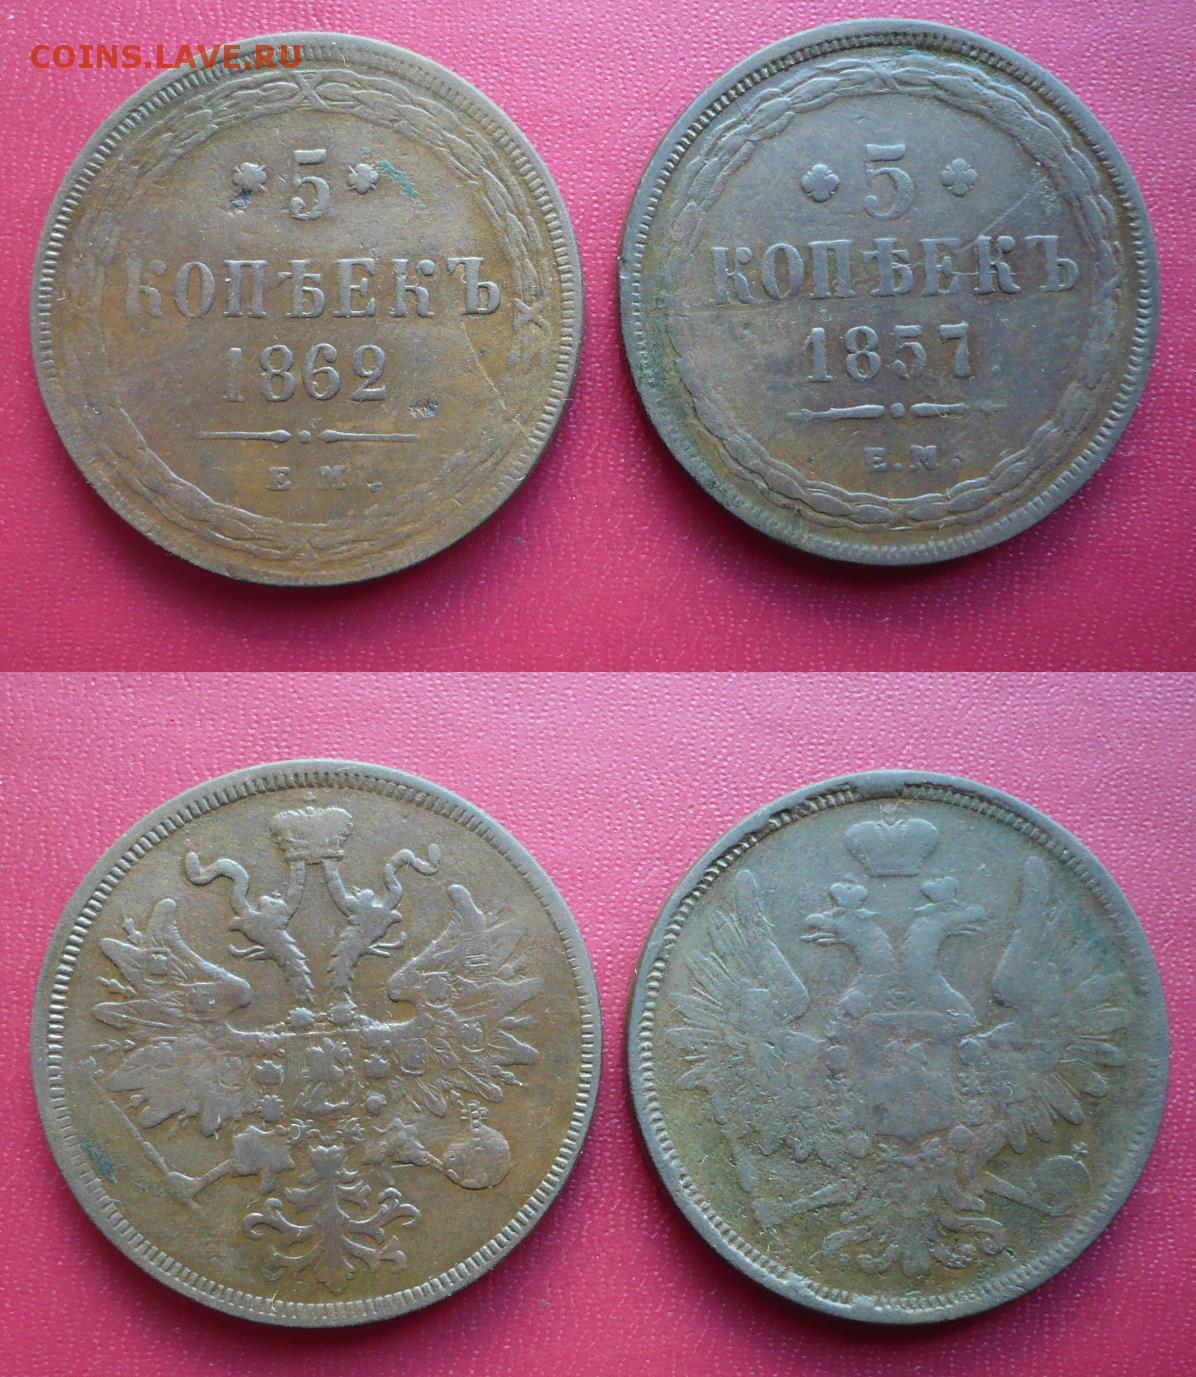 COINS.LAVE.RU
* 5 *
КОПѢЕКЪ
1862
Е М.
* 5 *
КОПѢЕКЪ
1857.
Е.М.